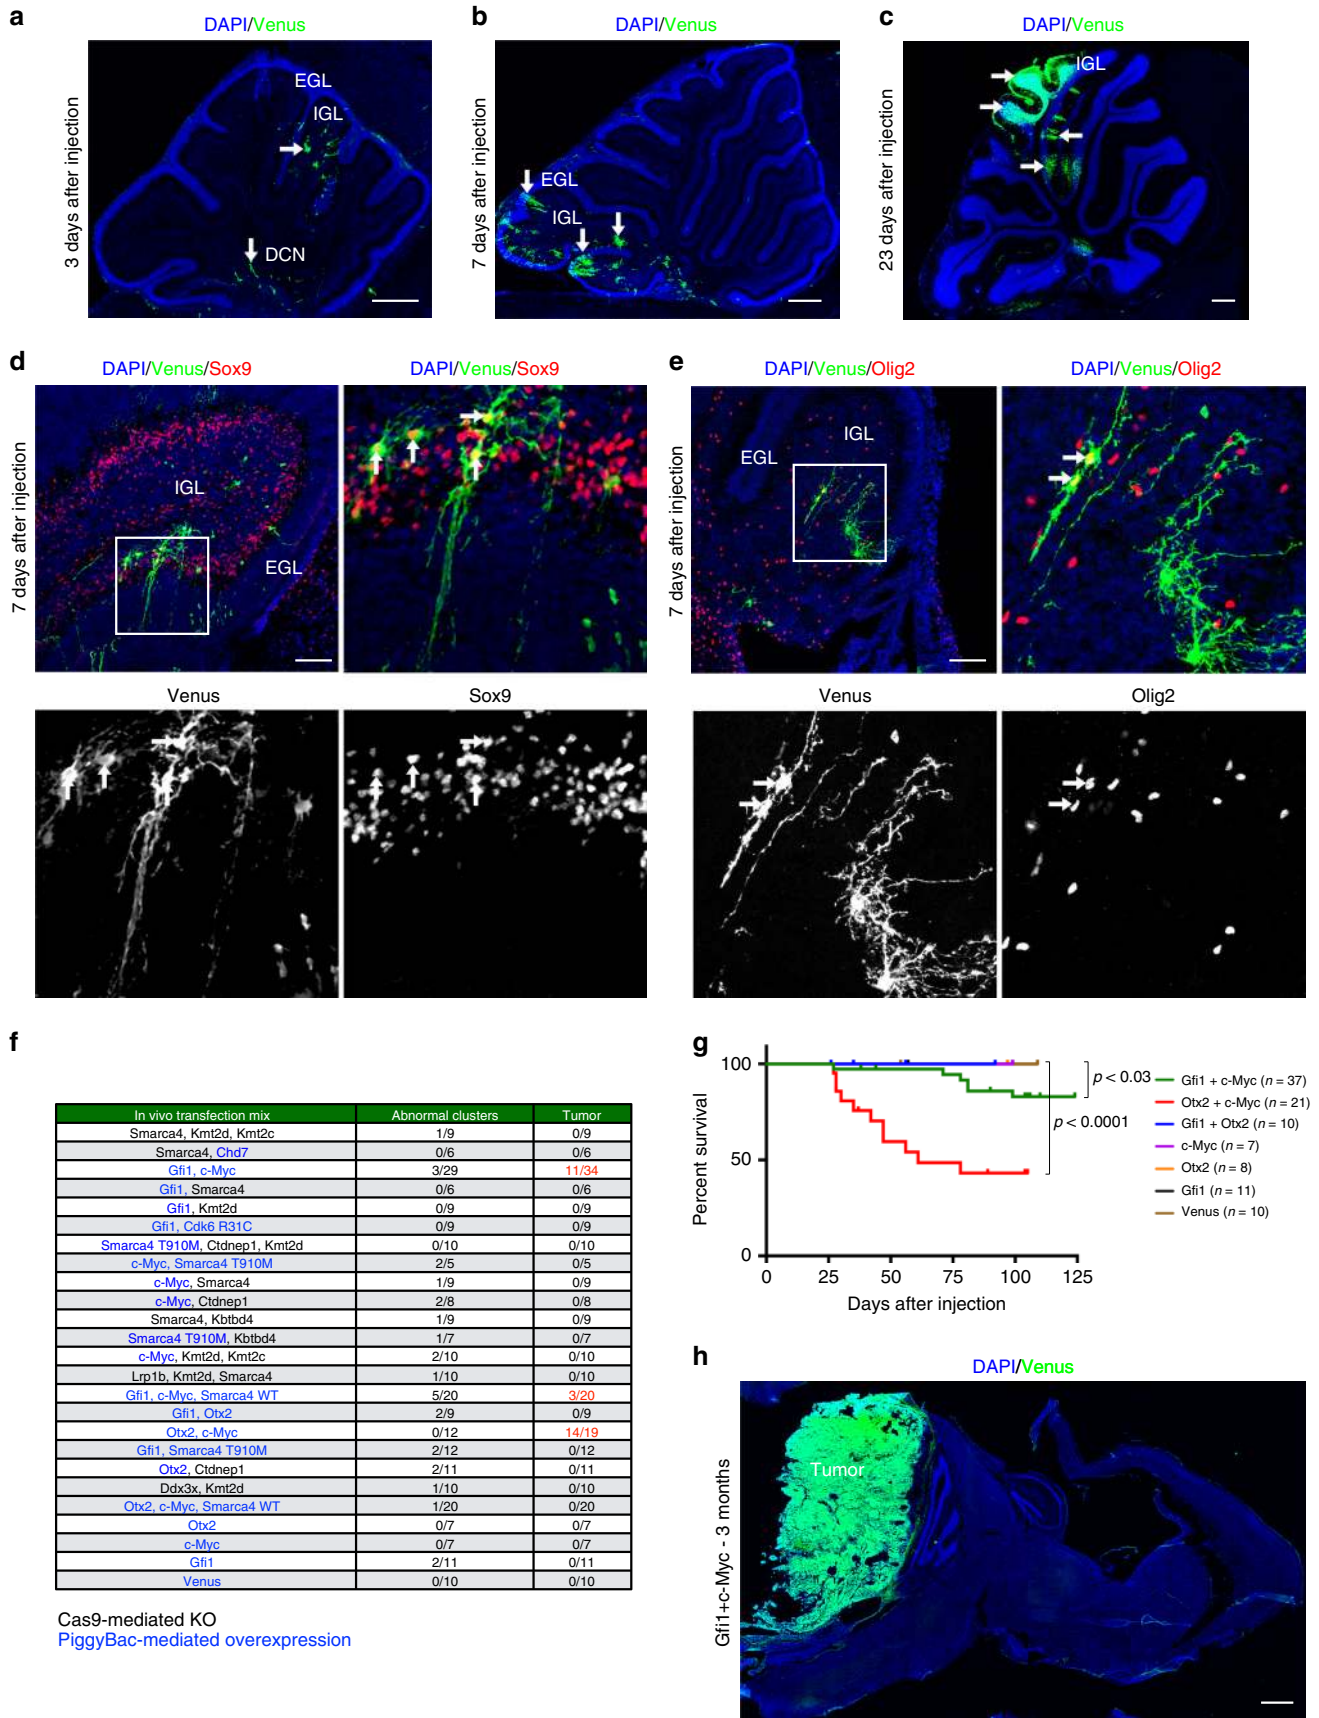 a
DAPI/Venus
3 days after injection
EGL
IGL
DCN
b
DAPI/Venus
7 days after injection
EGL
IGL
c
DAPI/Venus
23 days after injection
IGL
d
DAPI/Venus/Sox9
DAPI/Venus/Sox9
7 days after injection
IGL
EGL
Venus
Sox9
e
DAPI/Venus/Olig2
DAPI/Venus/Olig2
7 days after injection
IGL
EGL
Venus
Olig2
f
In vivo transfection mix Abnormal clusters Tumor
Smarca4, Kmt2d, Kmt2c 1/9 0/9
Smarca4, Chd7 0/6 0/6
Gfi1, c-Myc 3/29 11/34
Gfi1, Smarca4 0/6 0/6
Gfi1, Kmt2d 0/9 0/9
Gfi1, Cdk6 R31C 0/9 0/9
Smarca4 T910M, Ctdnep1, Kmt2d 0/10 0/10
c-Myc, Smarca4 T910M 2/5 0/5
c-Myc, Smarca4 1/9 0/9
c-Myc, Ctdnep1 2/8 0/8
Smarca4, Kbtbd4 1/9 0/9
Smarca4 T910M, Kbtbd4 1/7 0/7
c-Myc, Kmt2d, Kmt2c 2/10 0/10
Lrp1b, Kmt2d, Smarca4 1/10 0/10
Gfi1, c-Myc, Smarca4 WT 5/20 3/20
Gfi1, Otx2 2/9 0/9
Otx2, c-Myc 0/12 14/19
Gfi1, Smarca4 T910M 2/12 0/12
Otx2, Ctdnep1 2/11 0/11
Ddx3x, Kmt2d 1/10 0/10
Otx2, c-Myc, Smarca4 WT 1/20 0/20
Otx2 0/7 0/7
c-Myc 0/7 0/7
Gfi1 2/11 0/11
Venus 0/10 0/10
Cas9-mediated KO
PiggyBac-mediated overexpression
g
Percent survival
100
50
0
0 25 50 75 100 125
Days after injection
p < 0.03
p < 0.0001
Gfi1 + c-Myc (n = 37)
Otx2 + c-Myc (n = 21)
Gfi1 + Otx2 (n = 10)
c-Myc (n = 7)
Otx2 (n = 8)
Gfi1 (n = 11)
Venus (n = 10)
h
DAPI/Venus
Gfi1+c-Myc - 3 months
Tumor